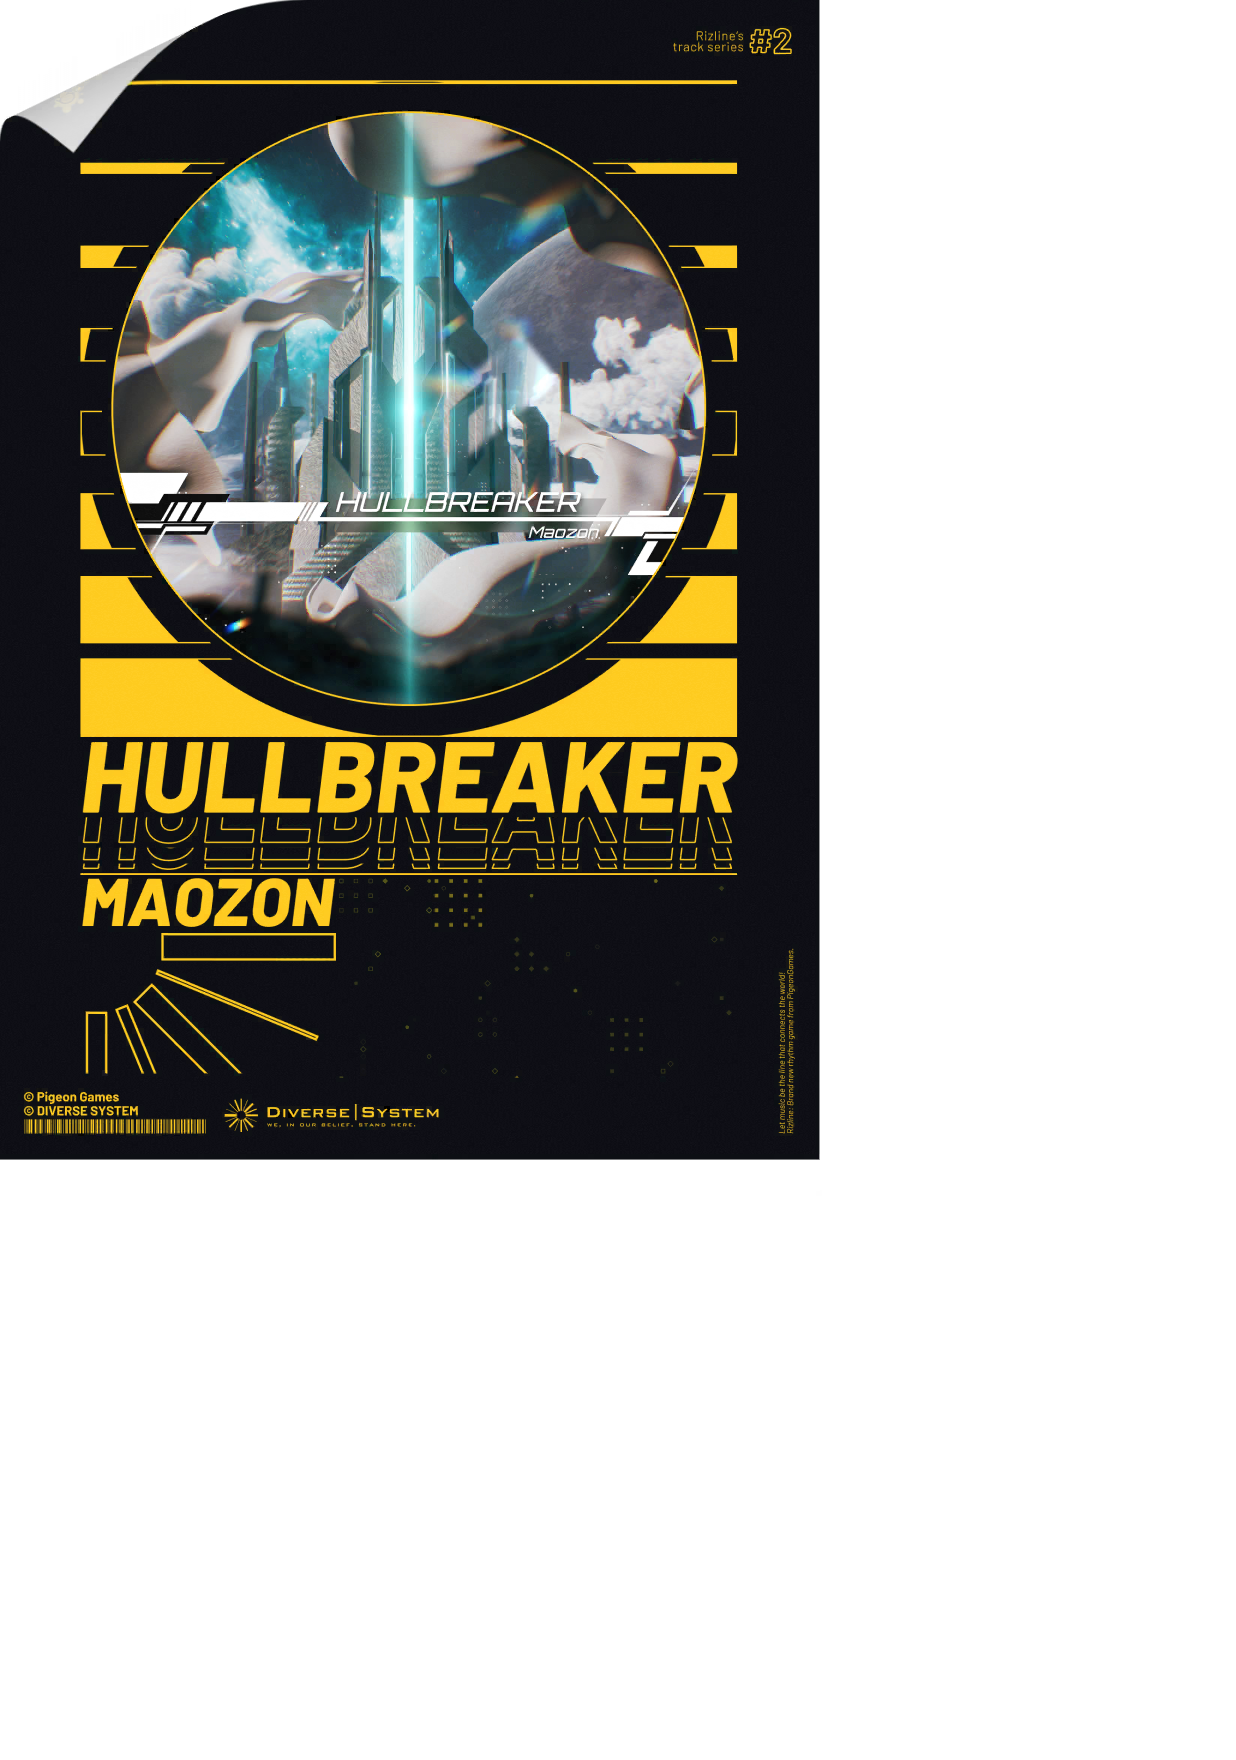 Rizline's
track series #2
HULLBREAKER
Maozon.
HULLBREAKER
HULLBREAKER
MAOZON
© Pigeon Games
© DIVERSE SYSTEM
DIVERSE|SYSTEM
WE, IN OUR BELIEF, STAND HERE.
Let music be the line that connects the world!
Rizline: Brand new rhythm game from PigeonGames.